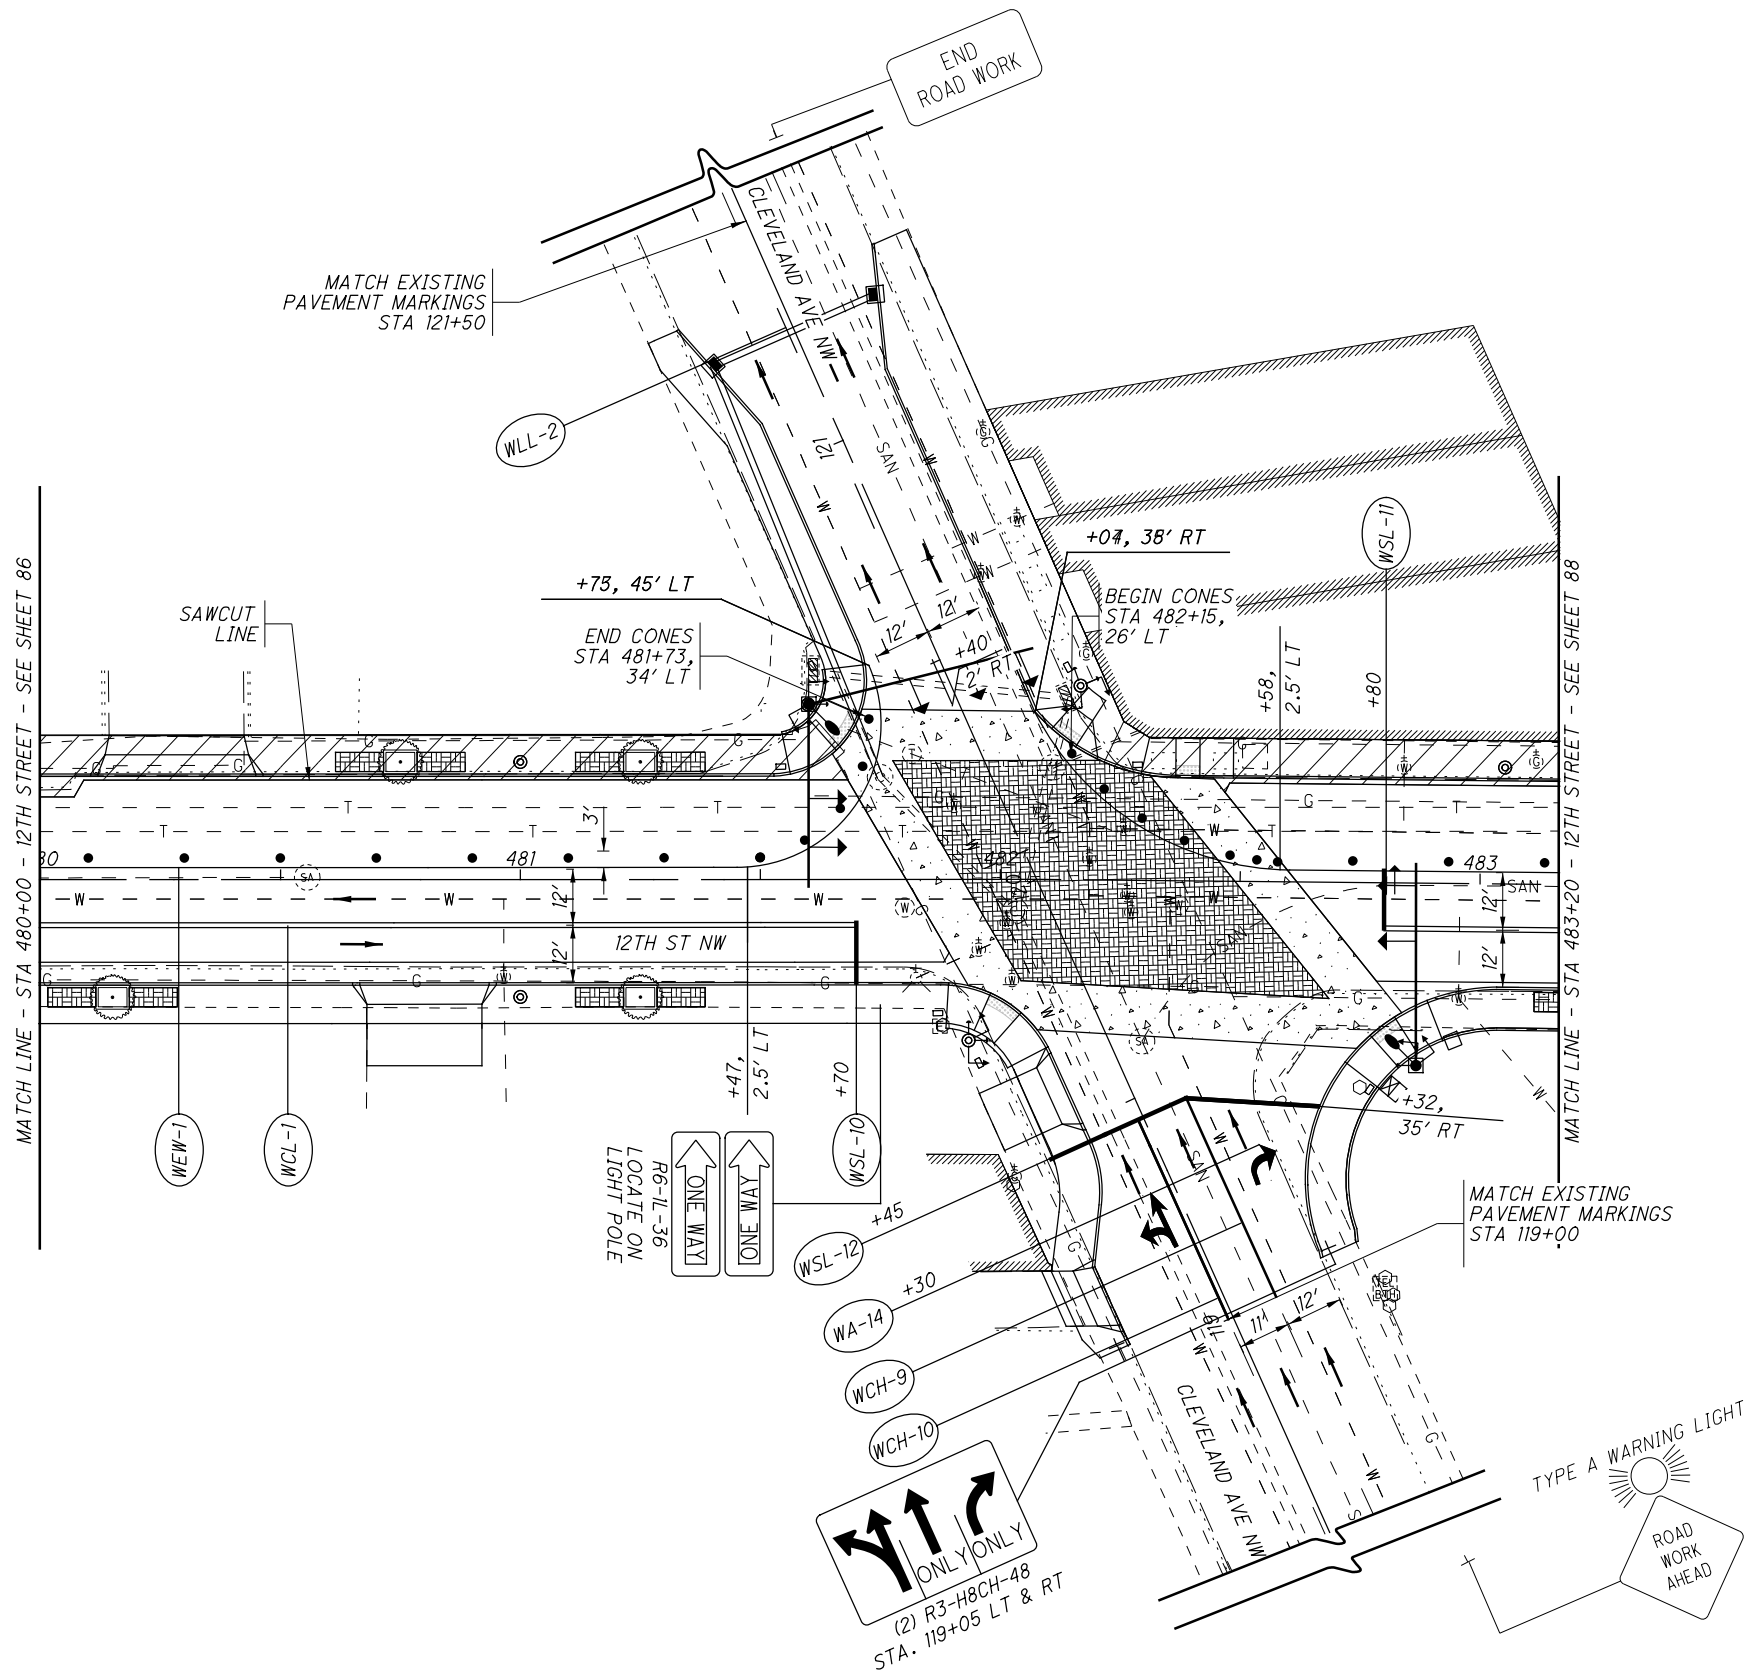 END
ROAD WORK
CLEVELAND AVE NW
MATCH EXISTING
PAVEMENT MARKINGS
STA 121+50
WLL-2
121
SAN
W
G
W
WSL-11
+75, 45' LT
SAWCUT
LINE
END CONES
STA 481+73,
34' LT
12'
12'
+40
2' RT
BEGIN CONES
STA 482+15,
26' LT
+58,
2.5' LT
+80
MATCH LINE - STA 480+00 - 12TH STREET - SEE SHEET 86
MATCH LINE - STA 483+20 - 12TH STREET - SEE SHEET 88
G
G
G
T
T
T
T
T
T
T
3'
481
482
483
SA
W
W
W
W
W
SAN
SAN
12'
12'
12'
12'
12TH ST NW
G
G
G
SA
+47,
2.5' LT
+70
WEW-1
WCL-1
WSL-10
ONE WAY
ONE WAY
R6-1L-36
LOCATE ON
LIGHT POLE
+32,
35' RT
SAN
W
+45
WSL-12
+30
WA-14
WCH-9
WCH-10
MATCH EXISTING
PAVEMENT MARKINGS
STA 119+00
119
11'
12'
CLEVELAND AVE NW
ONLY
ONLY
(2) R3-H8CH-48
STA. 119+05 LT & RT
TYPE A WARNING LIGHT
ROAD
WORK
AHEAD